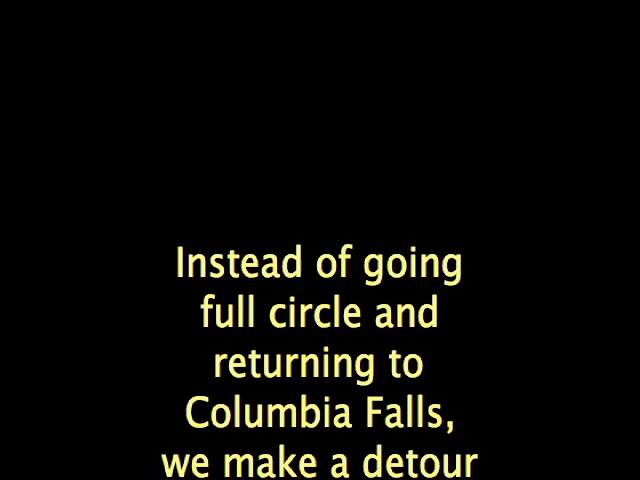 Instead of going
full circle and
returning to
Columbia Falls,
we make a detour